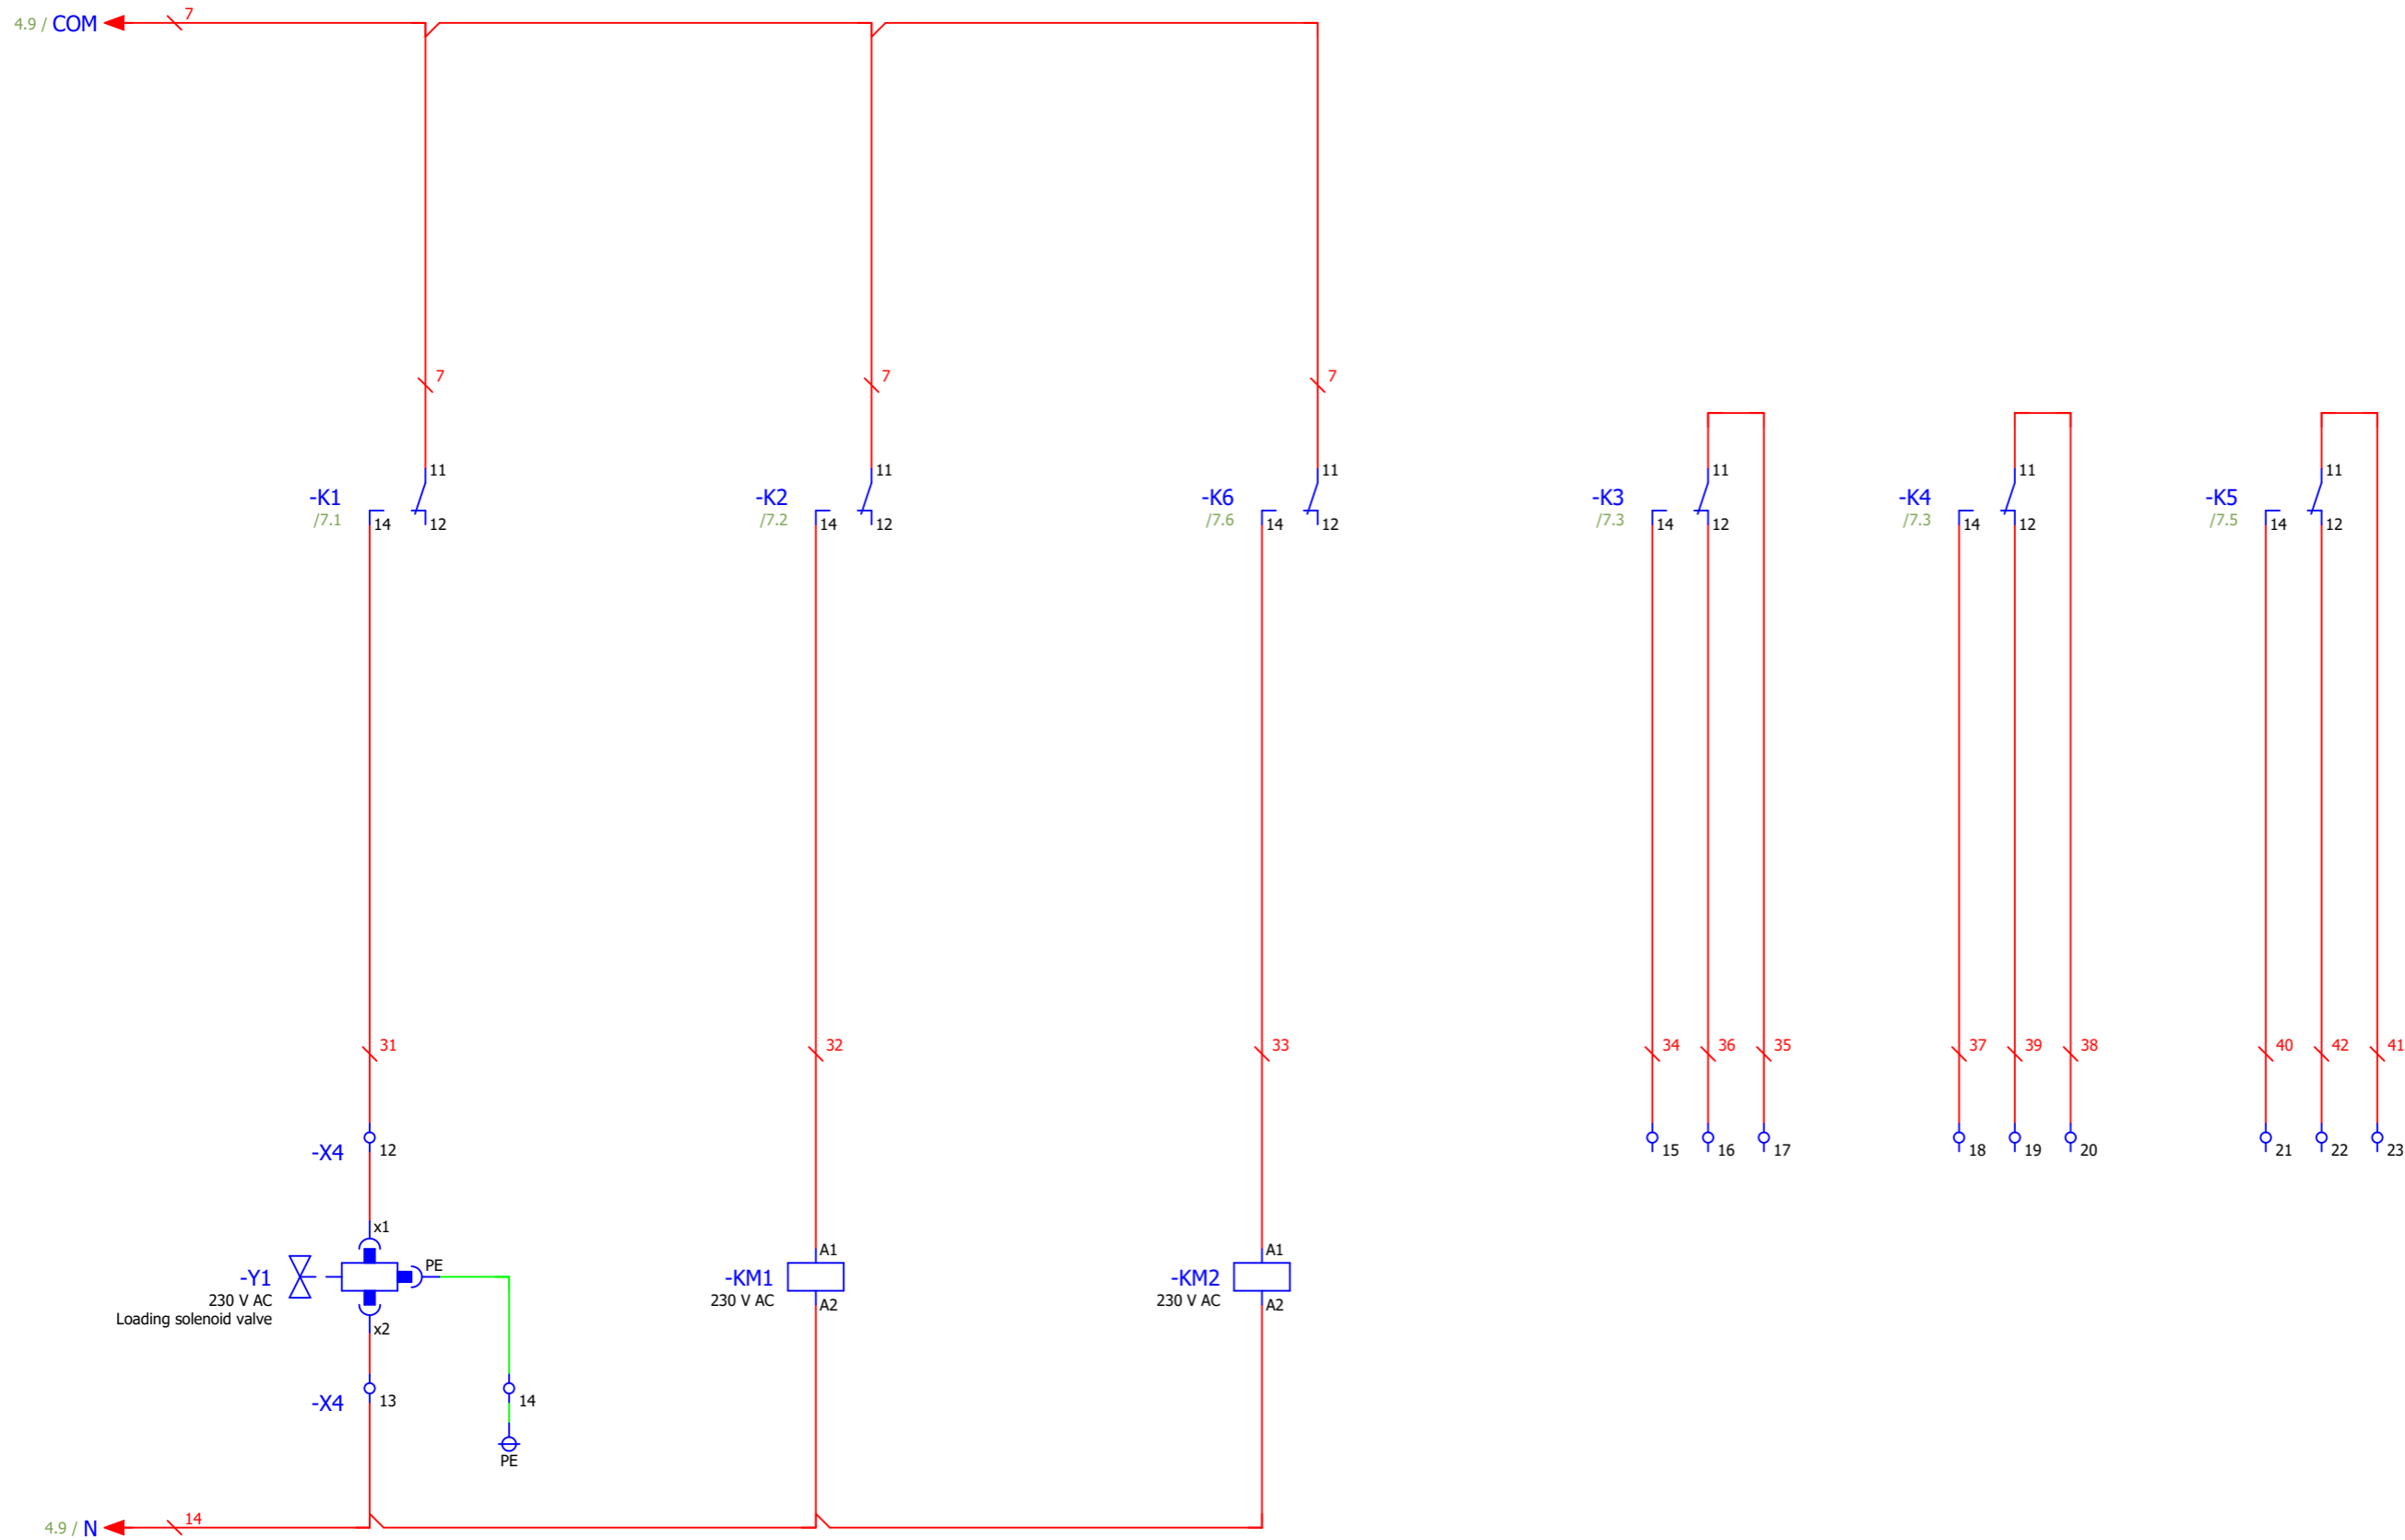 4.9 / COM
7
7
7
7
-K1
/7.1
11
14
12
-K2
/7.2
11
14
12
-K6
/7.6
11
14
12
-K3
/7.3
11
14
12
-K4
/7.3
11
14
12
-K5
/7.5
11
14
12
31
32
33
34
36
35
37
39
38
40
42
41
-X4
12
15
16
17
18
19
20
21
22
23
x1
-Y1
230 V AC
Loading solenoid valve
PE
x2
A1
-KM1
230 V AC
A2
A1
-KM2
230 V AC
A2
-X4
13
14
PE
4.9 / N
14